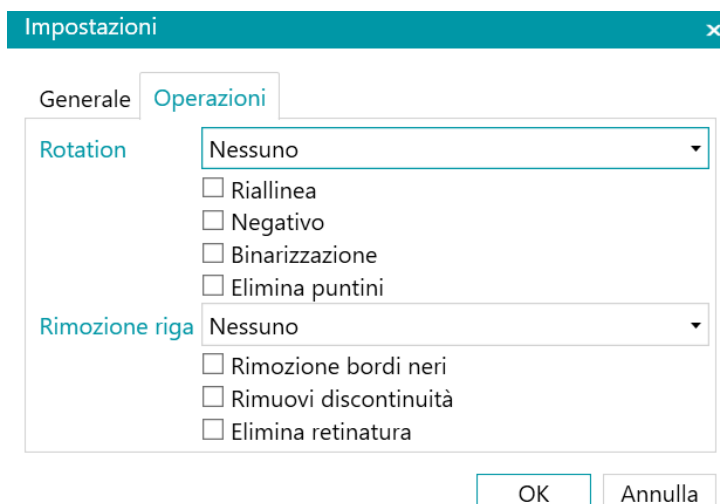 Impostazioni
Generale Operazioni
Rotation Nessuno
Riallinea
Negativo
Binarizzazione
Elimina puntini
Rimozione riga Nessuno
Rimozione bordi neri
Rimuovi discontinuità
Elimina retinatura
OK Annulla